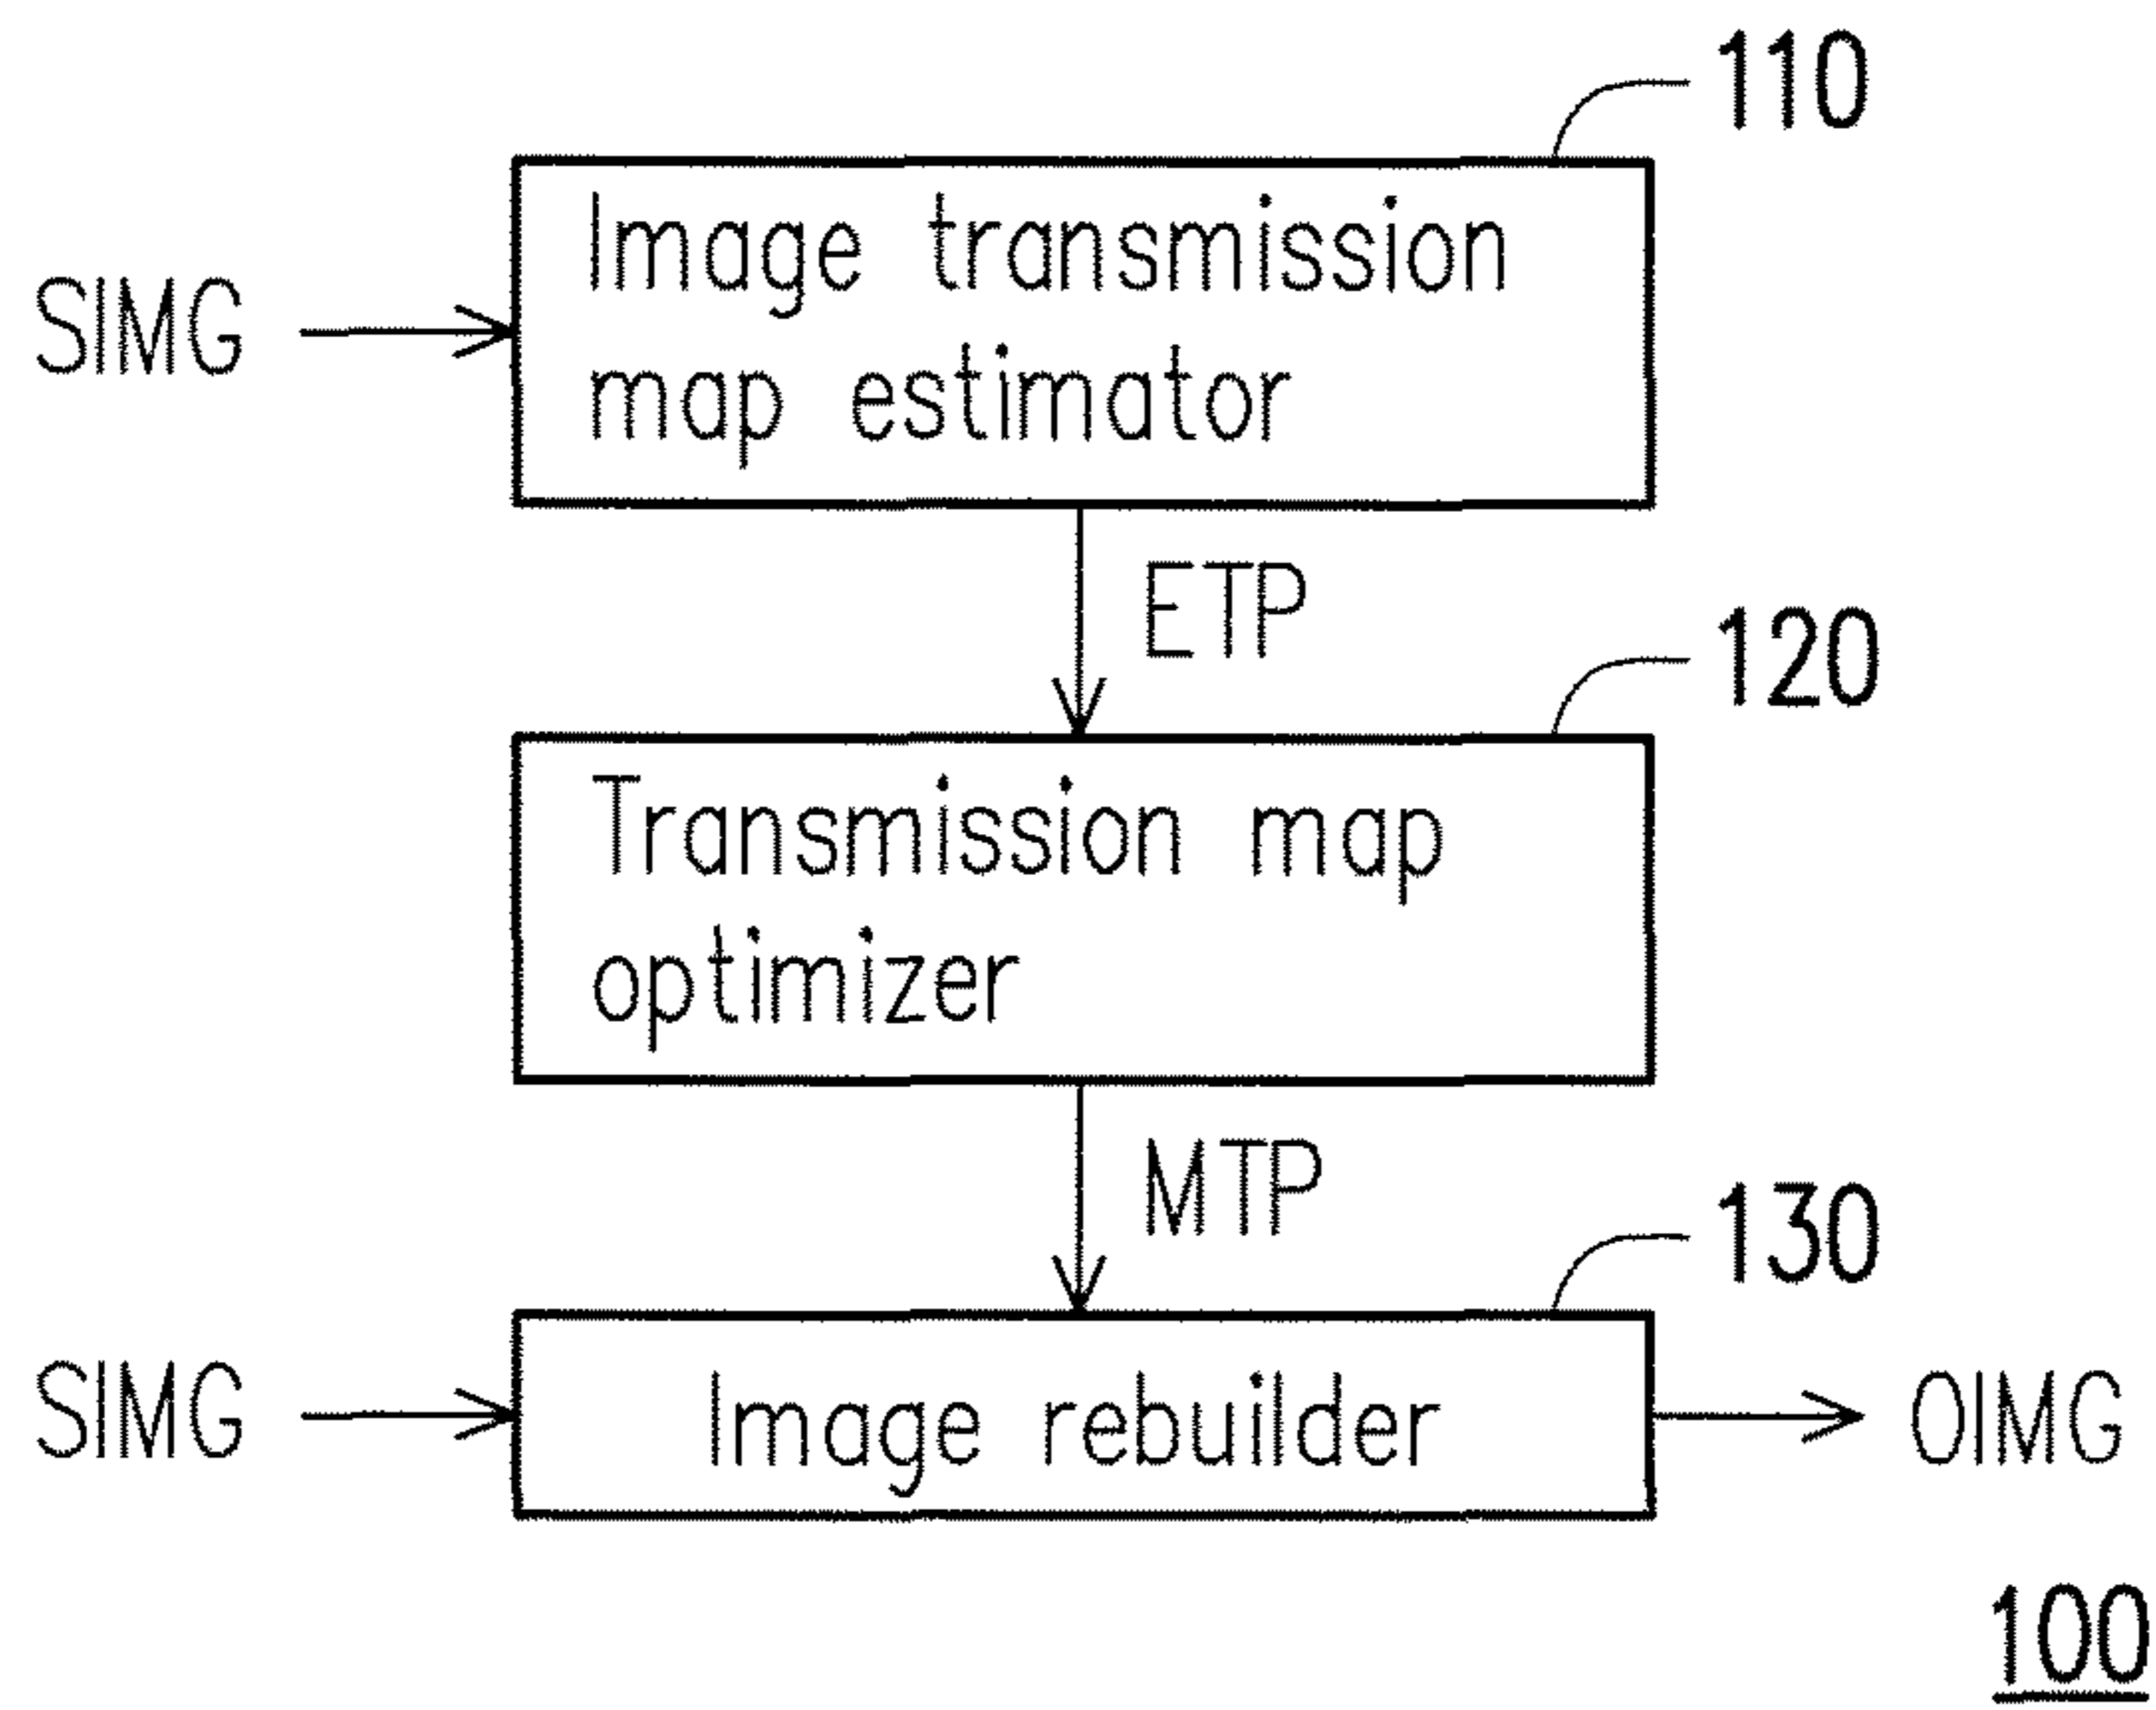 110
Image transmission
map estimator
SIMG
ETP
120
Transmission map
optimizer
MTP
130
SIMG
Image rebuilder
OIMG
100